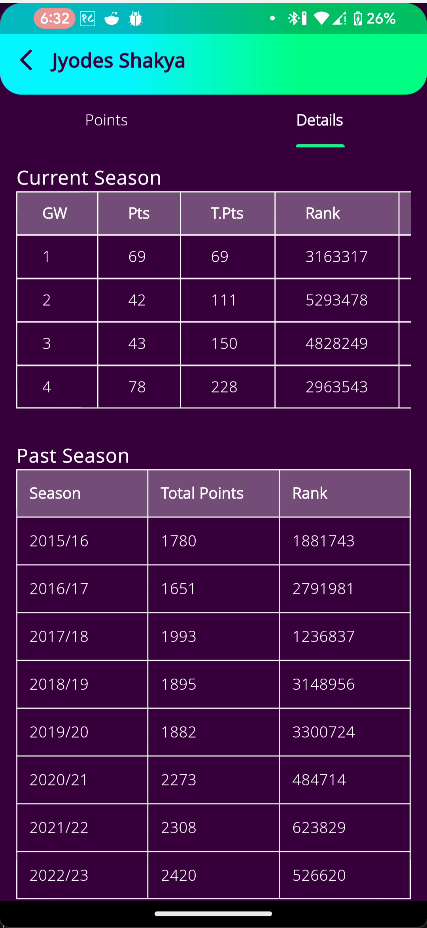 6:32 26%
Jyodes Shakya
Points Details
Current Season
GW Pts T.Pts Rank
1 69 69 3163317
2 42 111 5293478
3 43 150 4828249
4 78 228 2963543
Past Season
Season Total Points Rank
2015/16 1780 1881743
2016/17 1651 2791981
2017/18 1993 1236837
2018/19 1895 3148956
2019/20 1882 3300724
2020/21 2273 484714
2021/22 2308 623829
2022/23 2420 526620